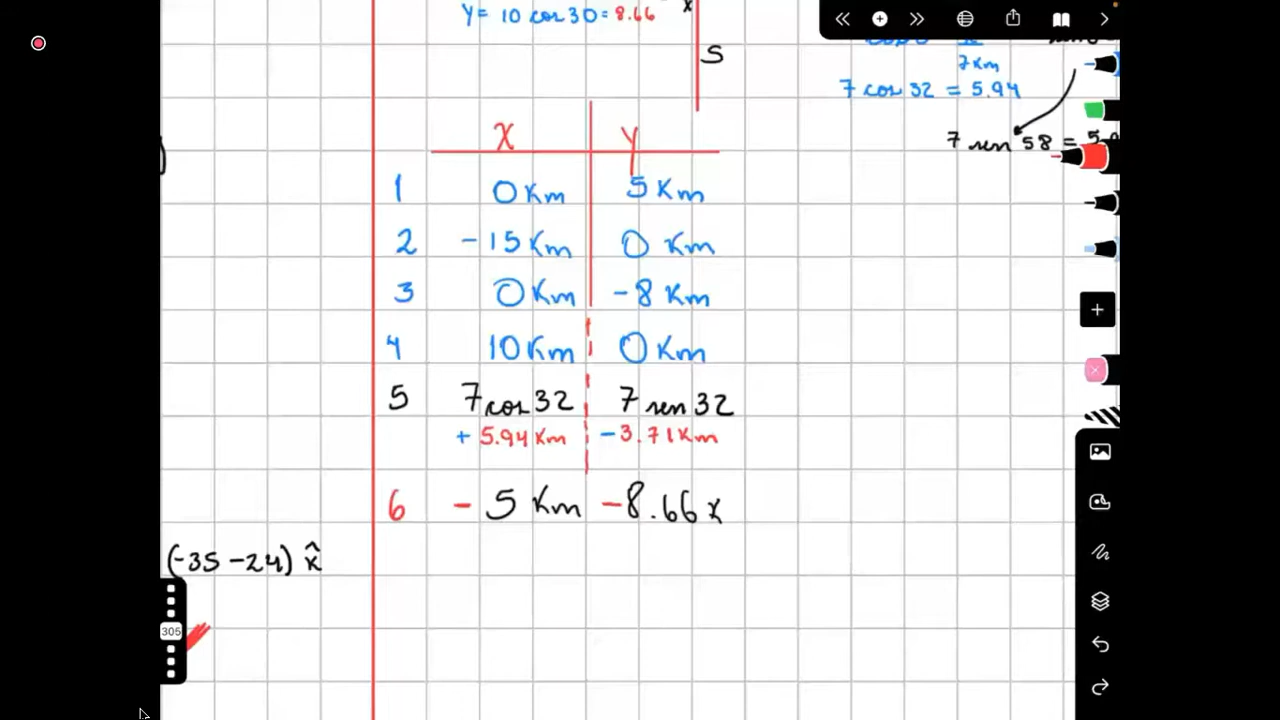 Y= 10 cos 30 = 8.66
x
S
7 Km
7 cos 32 = 5.94
7 sen 58 =
X Y
1 0 Km 5 Km
2 -15 Km 0 Km
3 0 Km -8 Km
4 10 Km 0 Km
5 7 cos 32 7 sen 32
+ 5.94 Km - 3.71 Km
6 - 5 Km - 8.66 x
(-35 -24) x̂
305